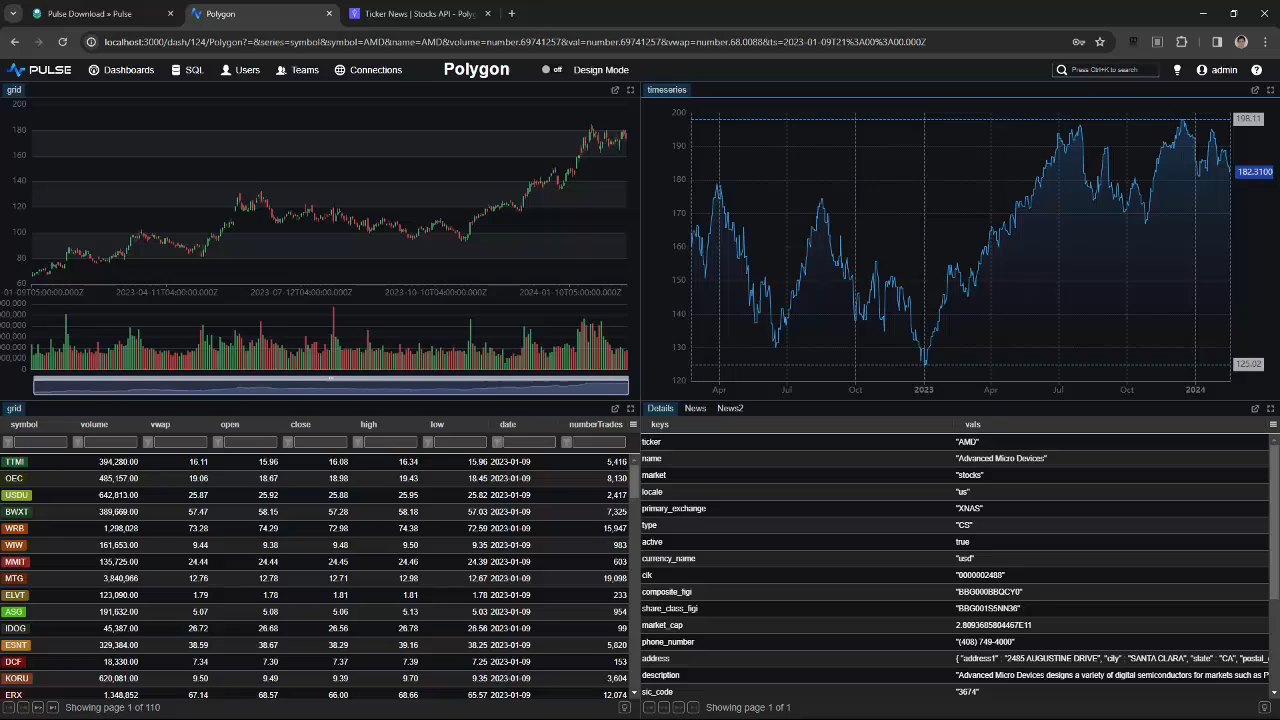 Pulse Download » Pulse
Polygon
Ticker News | Stocks API - Polyg
localhost:3000/dash/124/Polygon?=&series=symbol&symbol=AMD&name=AMD&volume=number.69741257&val=number.69741257&vwap=number.68.0088&ts=2023-01-09T21%3A00%3A00.000Z
PULSE Dashboards SQL Users Teams Connections Polygon off Design Mode Press Ctrl+K to search admin
grid
200
180
160
140
120
100
80
60
-01-09T05:00:00.000Z 2023-04-11T04:00:00.000Z 2023-07-12T04:00:00.000Z 2023-10-10T04:00:00.000Z 2024-01-10T05:00:00.000Z
0
timeseries
200
198.11
190
182.3100
180
170
160
150
140
130
125.02
120
Apr Jul Oct 2023 Apr Jul Oct 2024
grid
symbol volume vwap open close high low date numberTrades
TTMI 394,280.00 16.11 15.96 16.08 16.34 15.96 2023-01-09 5,416
OEC 485,157.00 19.06 18.67 18.98 19.43 18.45 2023-01-09 8,130
USDU 642,813.00 25.87 25.92 25.88 25.95 25.82 2023-01-09 2,417
BWXT 389,669.00 57.47 58.15 57.28 58.18 57.03 2023-01-09 7,325
WRB 1,298,028 73.28 74.29 72.98 74.38 72.59 2023-01-09 15,947
WIW 161,653.00 9.44 9.38 9.48 9.50 9.35 2023-01-09 983
MMIT 135,725.00 24.44 24.45 24.44 24.46 24.39 2023-01-09 603
MTG 3,840,966 12.76 12.78 12.71 12.98 12.67 2023-01-09 19,098
ELVT 123,090.00 1.79 1.78 1.81 1.81 1.78 2023-01-09 233
ASG 191,632.00 5.07 5.08 5.06 5.13 5.03 2023-01-09 954
IDOG 45,387.00 26.72 26.68 26.56 26.86 26.56 2023-01-09 99
ESNT 329,384.00 38.59 38.67 38.57 39.16 38.25 2023-01-09 5,820
DCF 18,330.00 7.34 7.30 7.37 7.39 7.25 2023-01-09 153
KORU 620,081.00 9.50 9.49 9.39 9.68 9.36 2023-01-09 3,604
ERX 1,348,852 67.14 68.57 66.00 68.66 65.57 2023-01-09 12,074
Showing page 1 of 110
Details News News2
keys vals
ticker "AMD"
name "Advanced Micro Devices"
market "stocks"
locale "us"
primary_exchange "XNAS"
type "CS"
active true
currency_name "usd"
cik "0000002488"
composite_figi "BBG000BBQCY0"
share_class_figi "BBG001S5NN36"
market_cap 2.8093685804467E11
phone_number "(408) 749-4000"
address { "address1" : "2485 AUGUSTINE DRIVE", "city" : "SANTA CLARA", "state" : "CA", "postal_
description "Advanced Micro Devices designs a variety of digital semiconductors for markets such as P
sic_code "3674"
Showing page 1 of 1